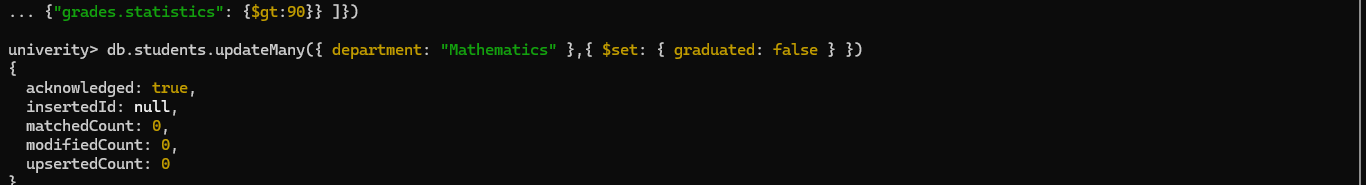 ... {"grades.statistics": {$gt:90}} ]})
univerity> db.students.updateMany({ department: "Mathematics" },{ $set: { graduated: false } })
{
acknowledged: true,
insertedId: null,
matchedCount: 0,
modifiedCount: 0,
upsertedCount: 0
}